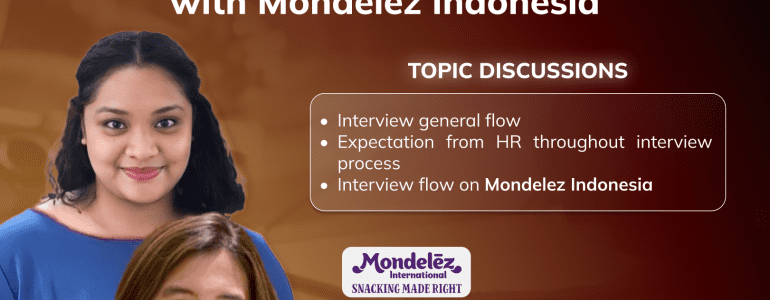 with Mondelez Indonesia
TOPIC DISCUSSIONS
• Interview general flow
• Expectation from HR throughout interview
process
• Interview flow on Mondelez Indonesia
Mondelēz
International
SNACKING MADE RIGHT